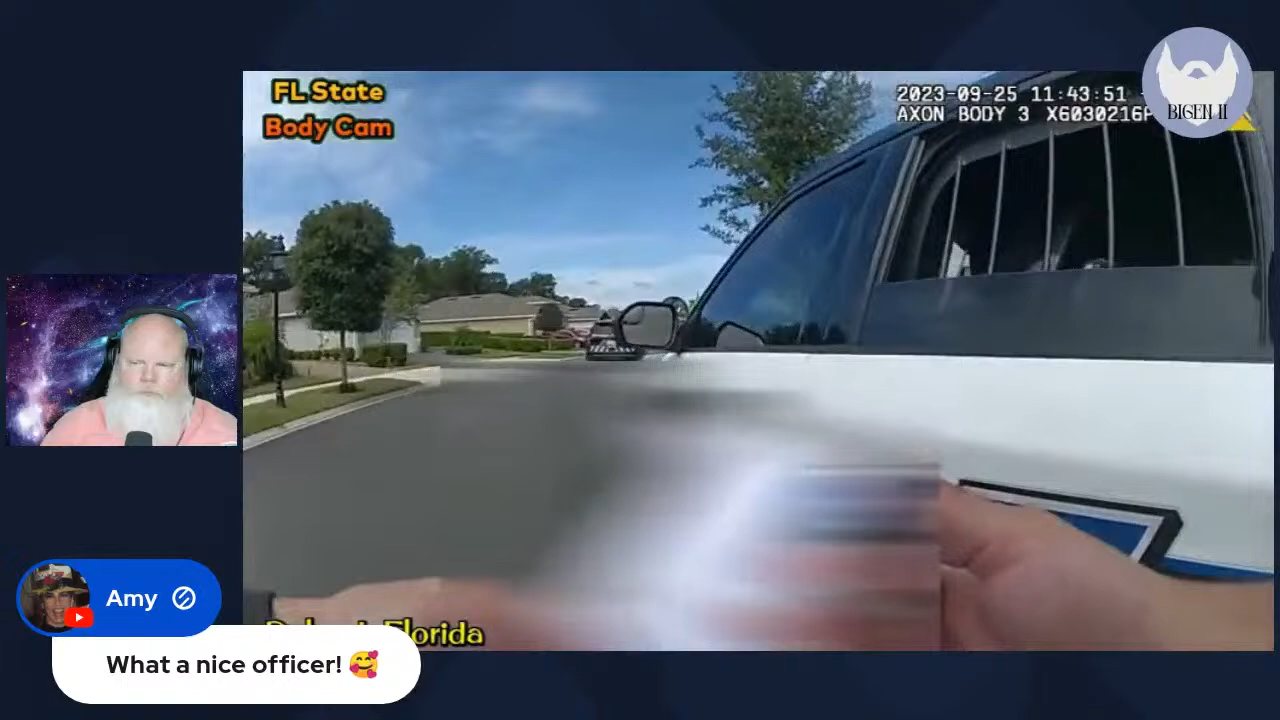 FL State
Body Cam
2023-09-25 11:43:51
AXON BODY 3
BIGEN II
Florida
Amy
What a nice officer! 🥰